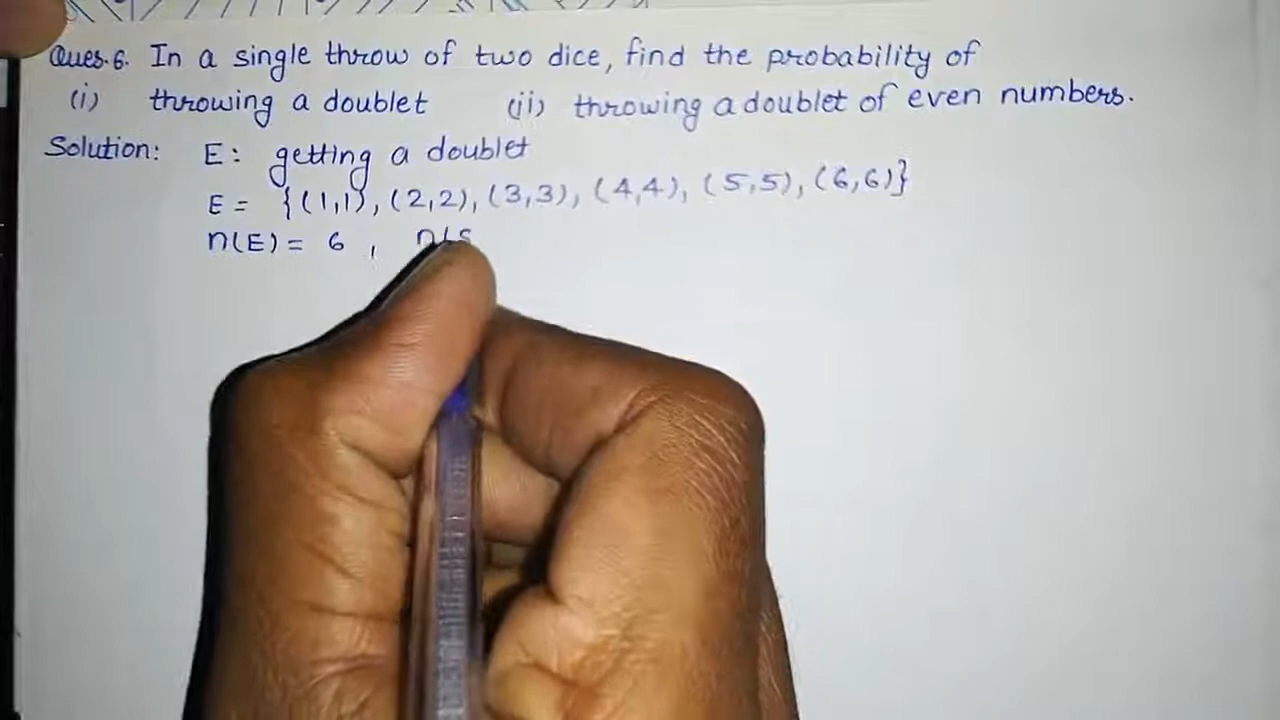 Ques.6. In a single throw of two dice, find the probability of
(i) throwing a doublet (ii) throwing a doublet of even numbers.
Solution: E: getting a doublet
E = {(1,1), (2,2), (3,3), (4,4), (5,5), (6,6)}
n(E) = 6 , n(S